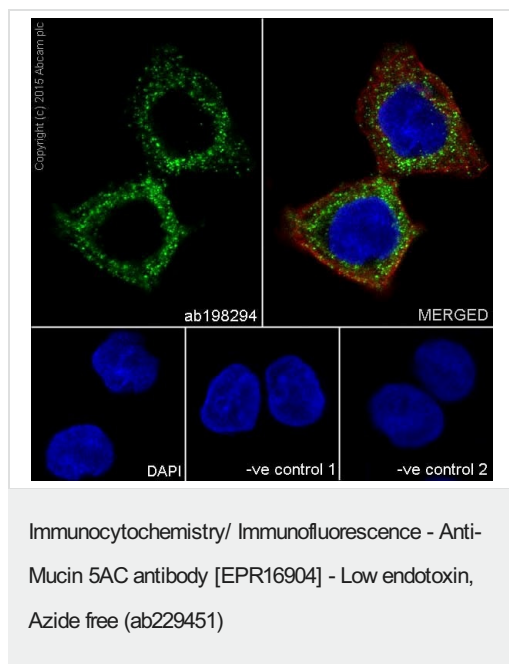 Copyright (c) 2015 Abcam plc
ab198294
MERGED
DAPI
-ve control 1
-ve control 2
Immunocytochemistry/ Immunofluorescence - Anti-
Mucin 5AC antibody [EPR16904] - Low endotoxin,
Azide free (ab229451)